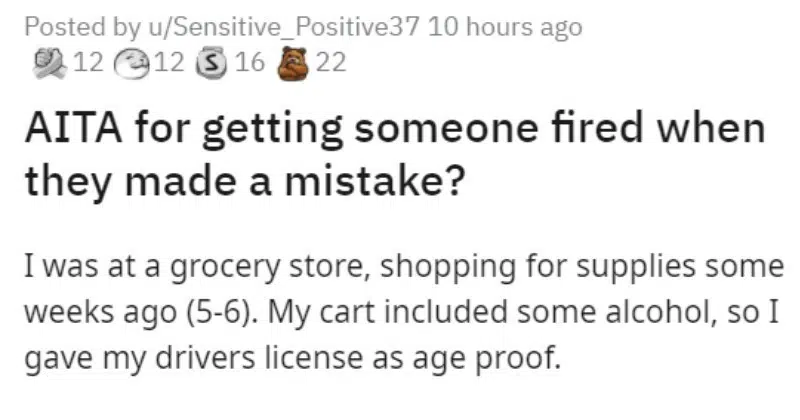 Posted by u/Sensitive_Positive37 10 hours ago
12 12 S 16 22
AITA for getting someone fired when
they made a mistake?
I was at a grocery store, shopping for supplies some
weeks ago (5-6). My cart included some alcohol, so I
gave my drivers license as age proof.